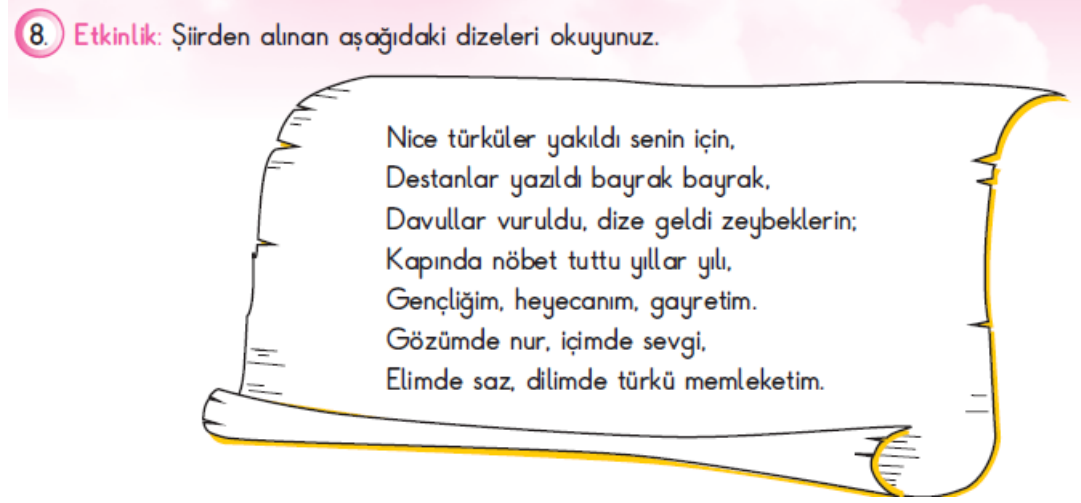 8. Etkinlik: Şiirden alınan aşağıdaki dizeleri okuyunuz.
Nice türküler yakıldı senin için,
Destanlar yazıldı bayrak bayrak,
Davullar vuruldu, dize geldi zeybeklerin;
Kapında nöbet tuttu yıllar yılı,
Gençliğim, heyecanım, gayretim.
Gözümde nur, içimde sevgi,
Elimde saz, dilimde türkü memleketim.